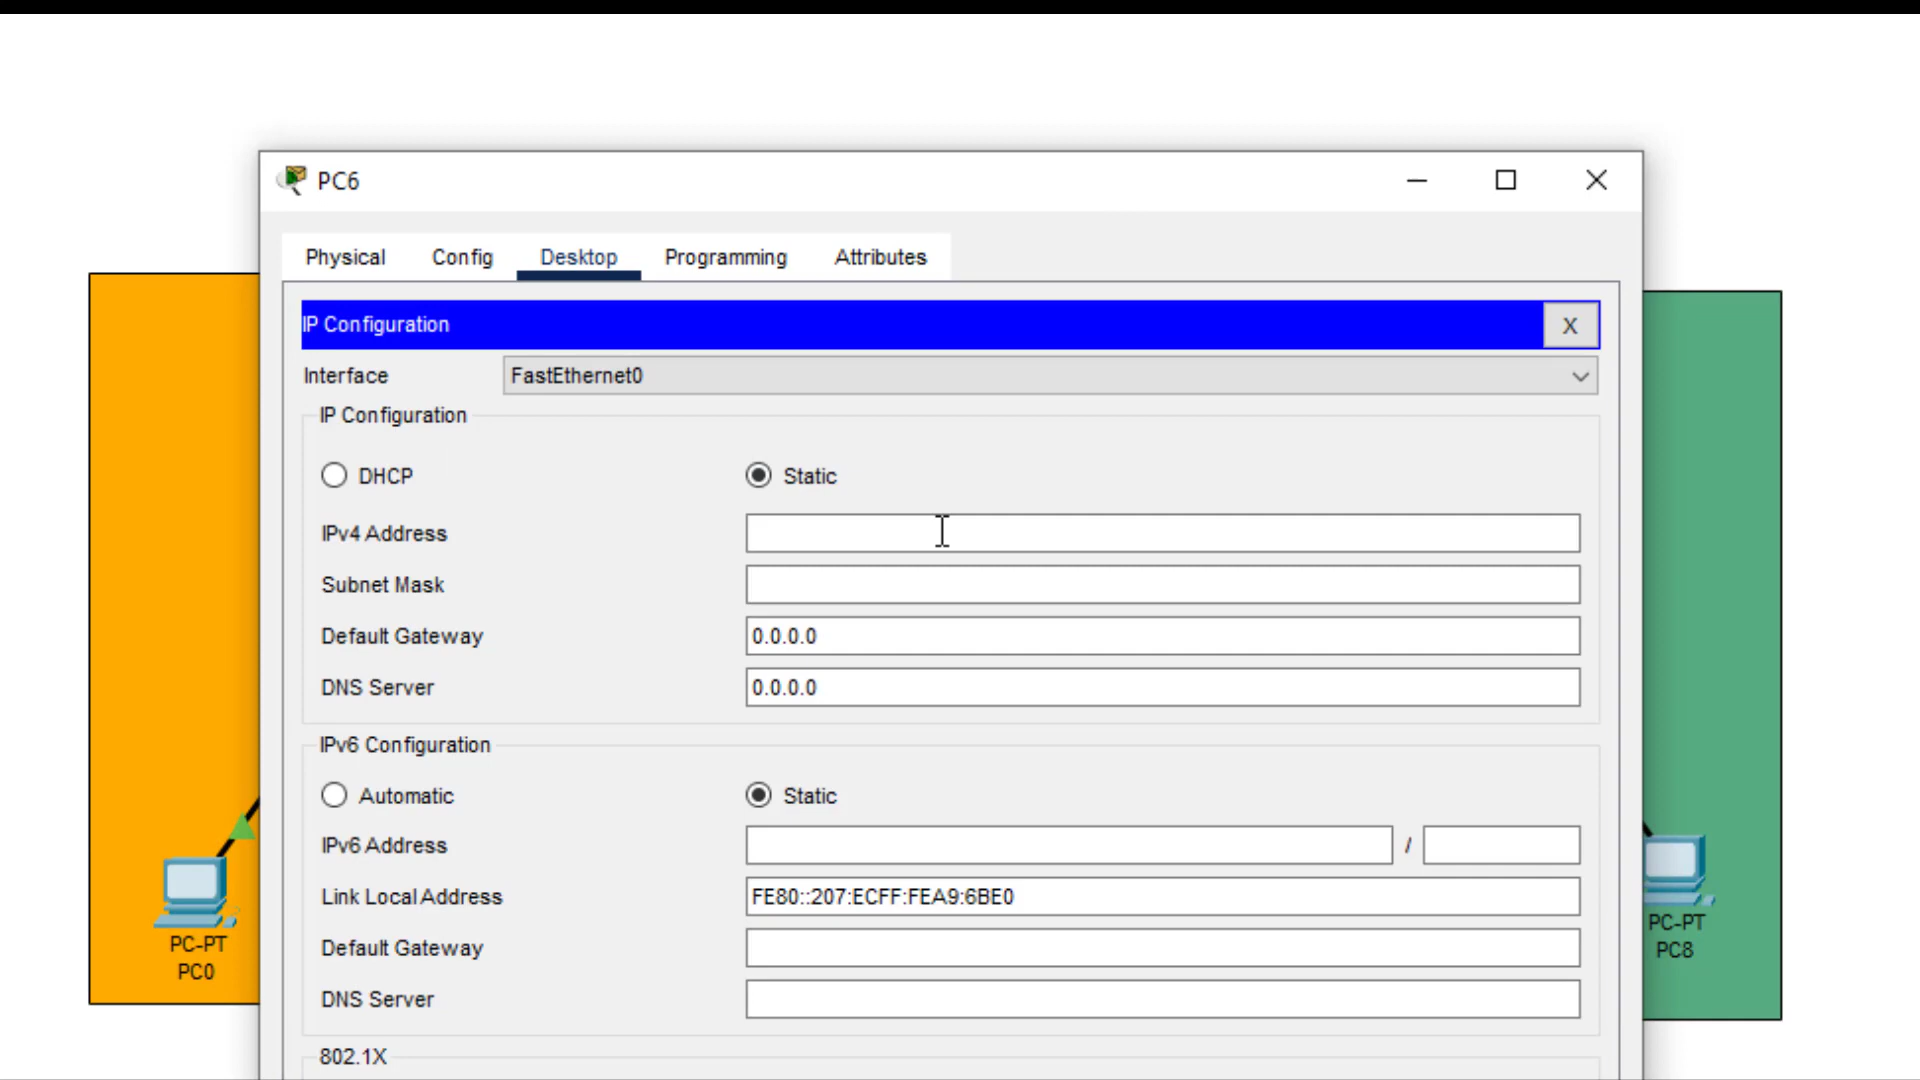 PC6
Physical Config Desktop Programming Attributes
IP Configuration X
Interface FastEthernet0
IP Configuration
DHCP Static
IPv4 Address
Subnet Mask
Default Gateway 0.0.0.0
DNS Server 0.0.0.0
IPv6 Configuration
Automatic Static
IPv6 Address /
Link Local Address FE80::207:ECFF:FEA9:6BE0
Default Gateway
DNS Server
802.1X
PC-PT
PC0
PC-PT
PC8